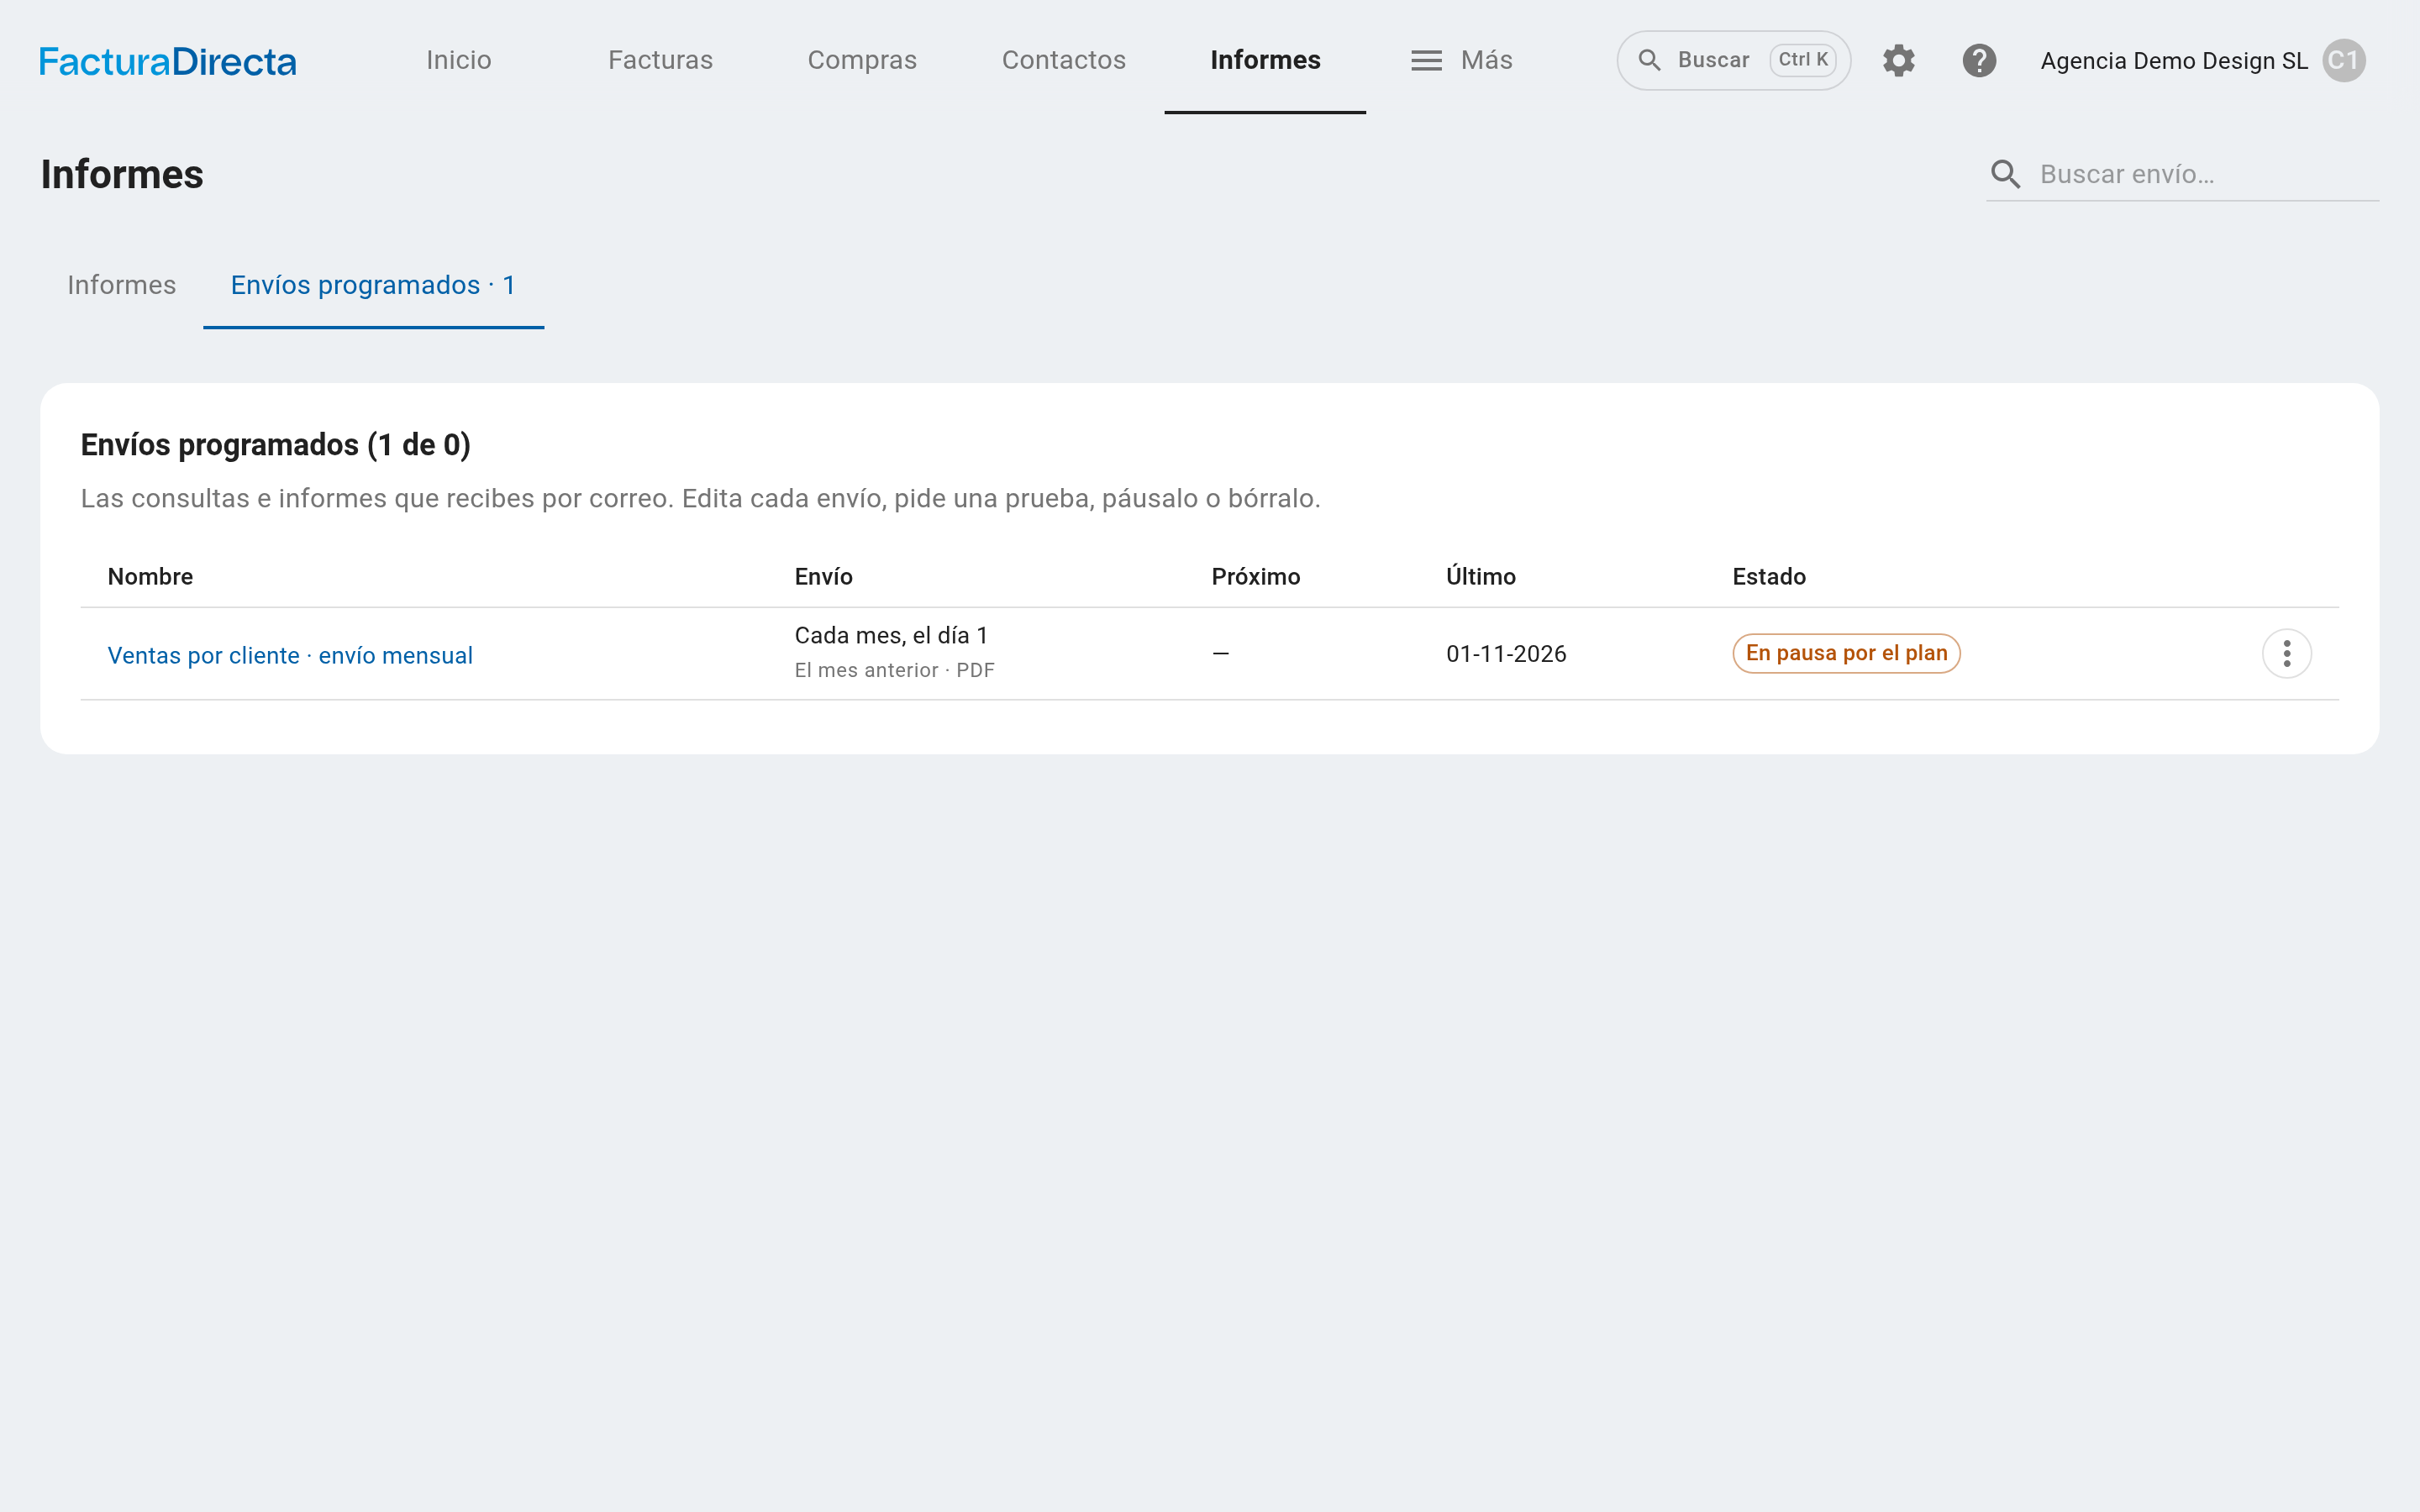 FacturaDirecta
Inicio
Facturas
Compras
Contactos
Informes
Más
Buscar
Ctrl K
Agencia Demo Design SL
C1
Informes
Buscar envío…
Informes
Envíos programados · 1
Envíos programados (1 de 0)
Las consultas e informes que recibes por correo. Edita cada envío, pide una prueba, páusalo o bórralo.
Nombre
Envío
Próximo
Último
Estado
Ventas por cliente · envío mensual
Cada mes, el día 1
El mes anterior · PDF
—
01-11-2026
En pausa por el plan